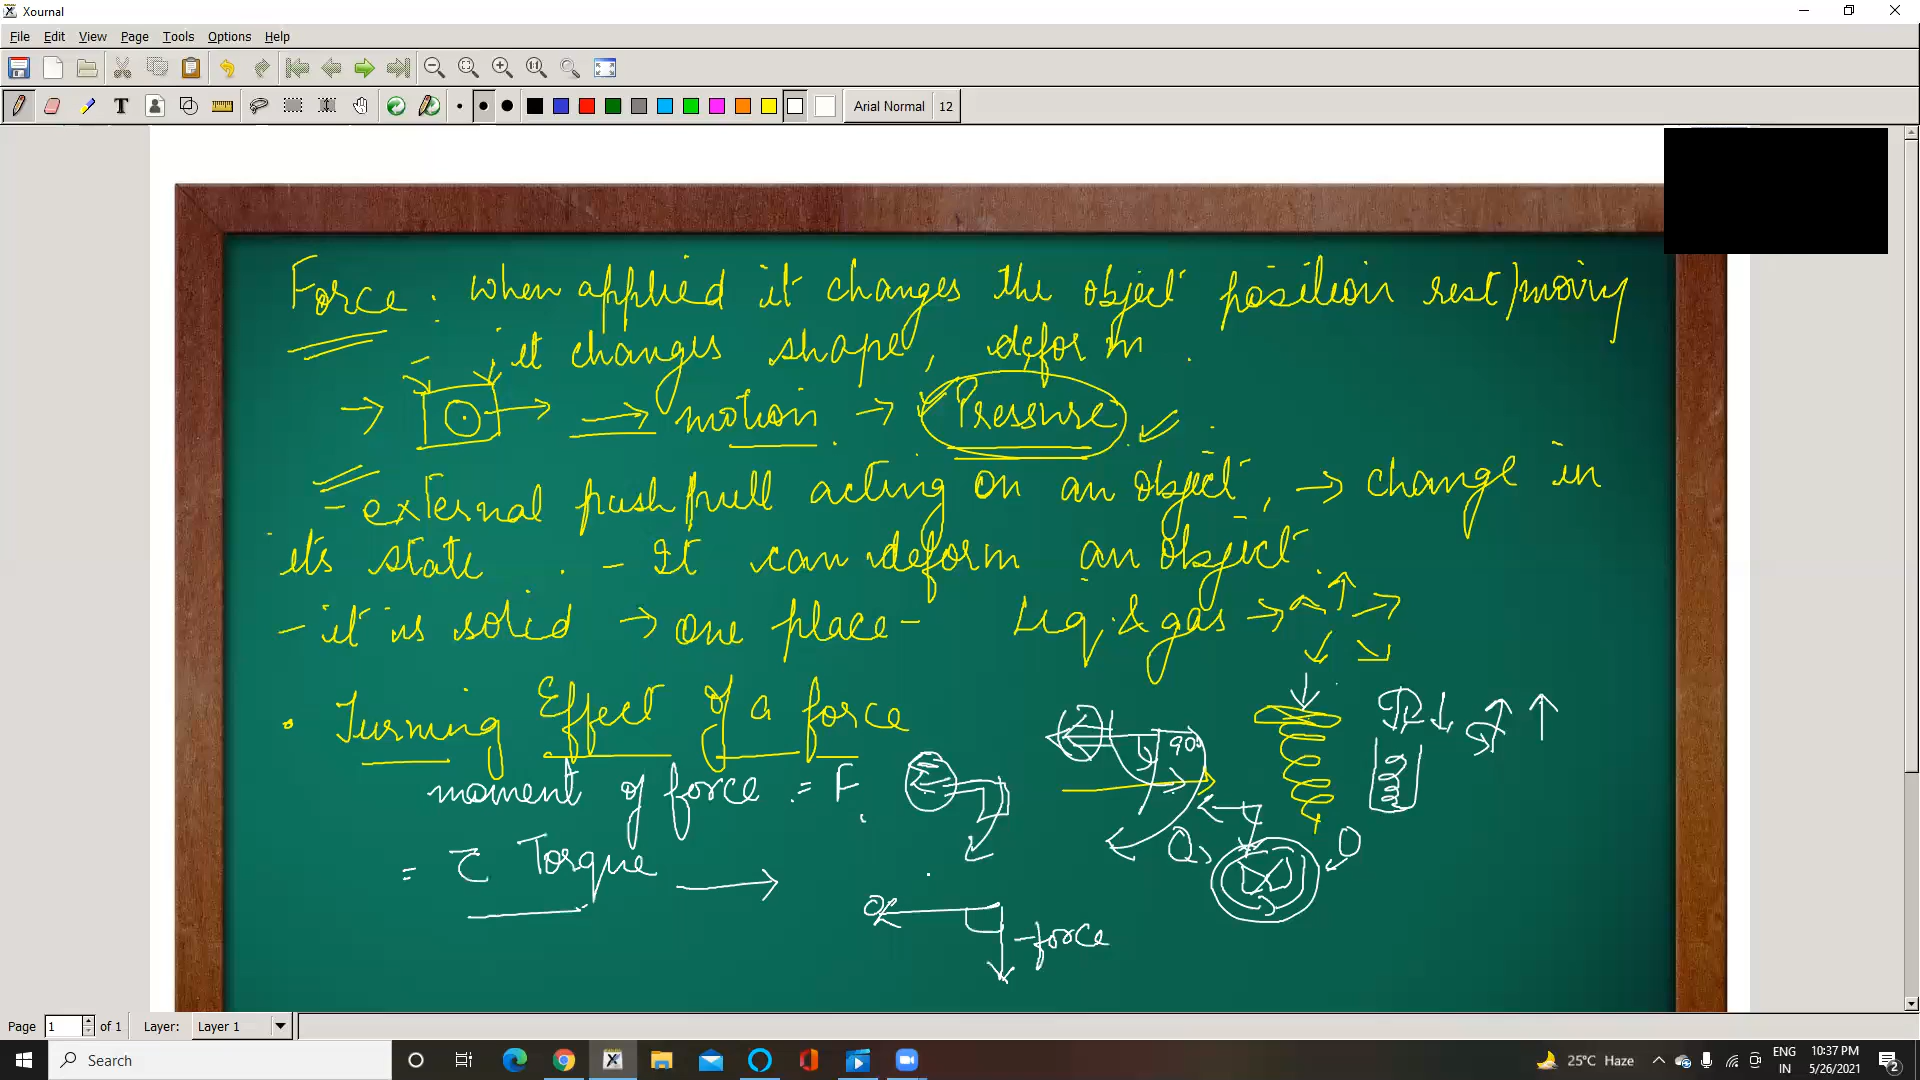 Xournal
File Edit View Page Tools Options Help
Arial Normal 12
Force : when applied it changes the object position rest/moving
- it changes shape, deform.
→ → → motion → Pressure
- external push/pull acting on an object, → change in
its state. - It can deform an object.
- it is solid → one place - Liq. & gas →
• Turning Effect of a force
90
moment of force = F.
= τ Torque →
- force
Page 1 of 1 Layer: Layer 1
Search
25°C Haze
ENG
IN
10:37 PM
5/26/2021
2